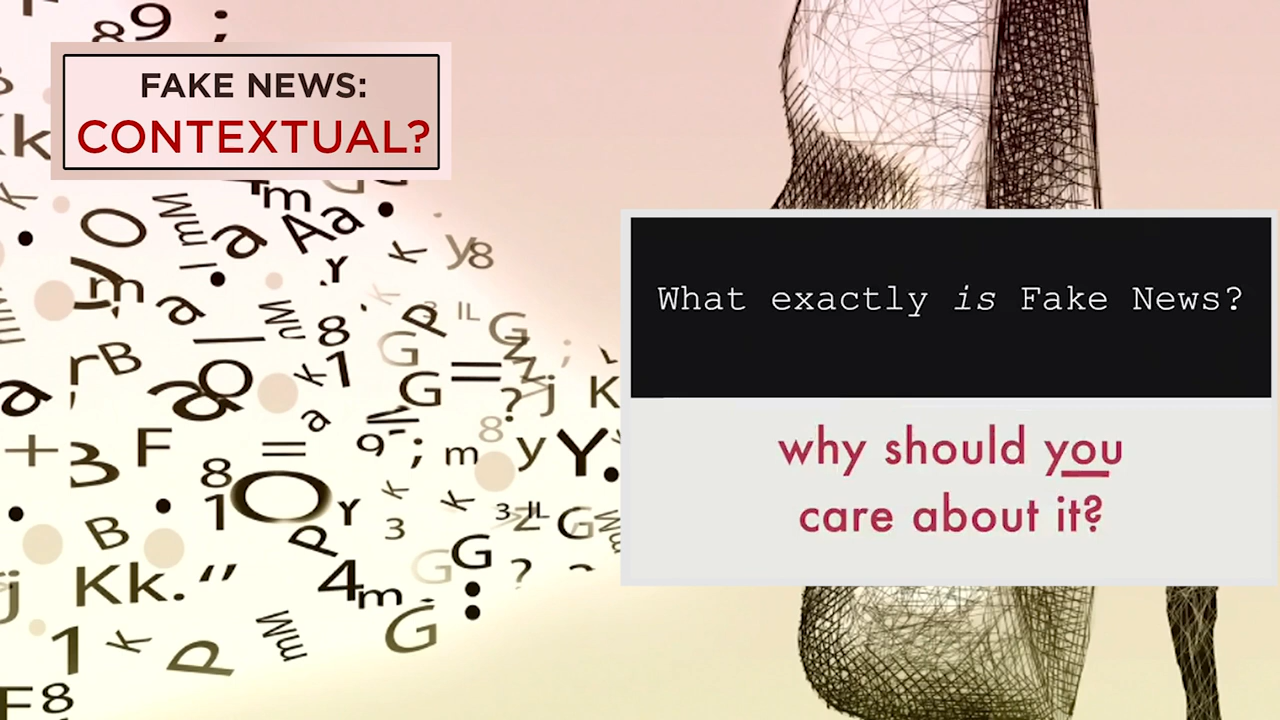 FAKE NEWS:
CONTEXTUAL?
What exactly is Fake News?
why should you
care about it?